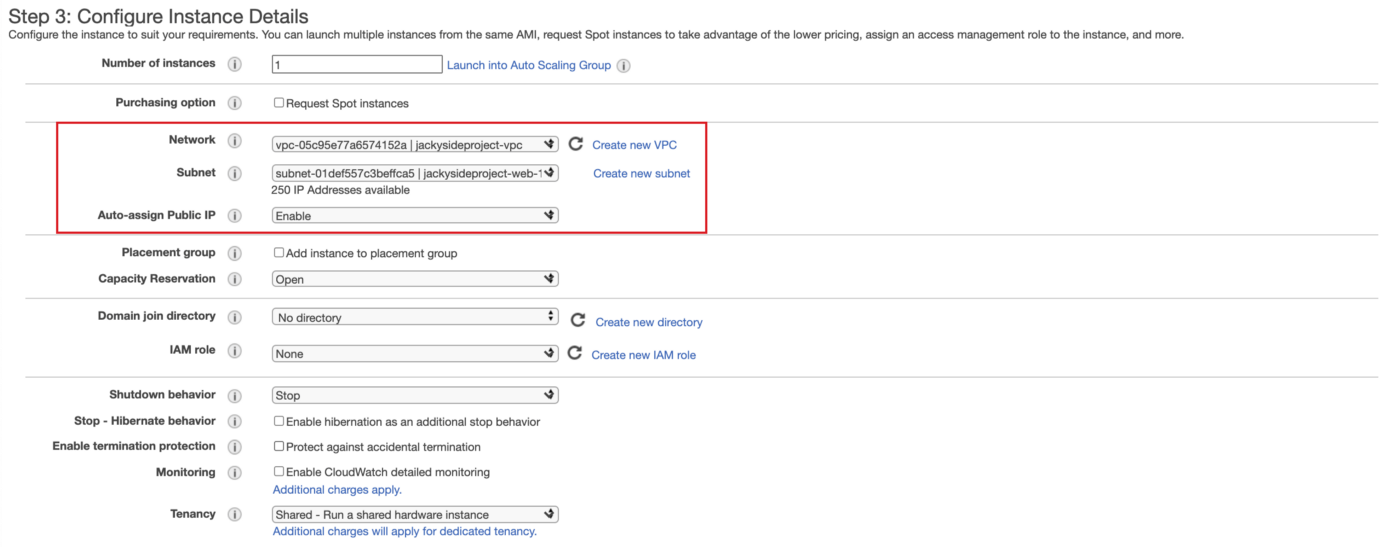 Step 3: Configure Instance Details
Configure the instance to suit your requirements. You can launch multiple instances from the same AMI, request Spot instances to take advantage of the lower pricing, assign an access management role to the instance, and more.
Number of instances i 1 Launch into Auto Scaling Group i
Purchasing option i Request Spot instances
Network i vpc-05c95e77a6574152a | jackysideproject-vpc Create new VPC
Subnet i subnet-01def557c3beffca5 | jackysideproject-web-1 Create new subnet
250 IP Addresses available
Auto-assign Public IP i Enable
Placement group i Add instance to placement group
Capacity Reservation i Open
Domain join directory i No directory Create new directory
IAM role i None Create new IAM role
Shutdown behavior i Stop
Stop - Hibernate behavior i Enable hibernation as an additional stop behavior
Enable termination protection i Protect against accidental termination
Monitoring i Enable CloudWatch detailed monitoring
Additional charges apply.
Tenancy i Shared - Run a shared hardware instance
Additional charges will apply for dedicated tenancy.